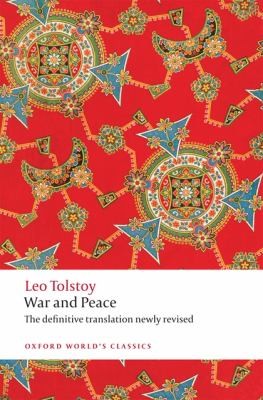 Leo Tolstoy
War and Peace
The definitive translation newly revised
OXFORD WORLD'S CLASSICS